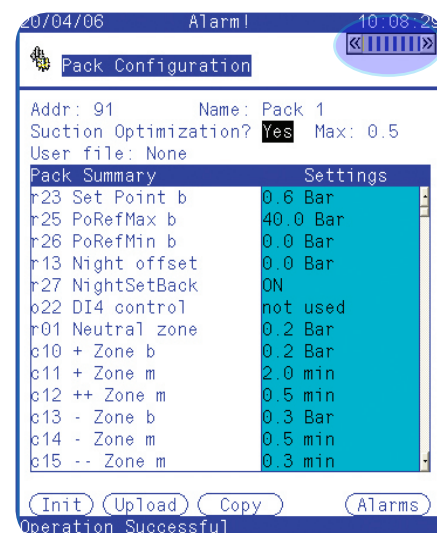 20/04/06 Alarm! 10:08:29
« »
Pack Configuration
Addr: 91 Name: Pack 1
Suction Optimization? Yes Max: 0.5
User file: None
Pack Summary Settings
r23 Set Point b 0.6 Bar
r25 PoRefMax b 40.0 Bar
r26 PoRefMin b 0.0 Bar
r13 Night offset 0.0 Bar
r27 NightSetBack ON
o22 DI4 control not used
r01 Neutral zone 0.2 Bar
c10 + Zone b 0.2 Bar
c11 + Zone m 2.0 min
c12 ++ Zone m 0.5 min
c13 - Zone b 0.3 Bar
c14 - Zone m 0.5 min
c15 -- Zone m 0.3 min
Init Upload Copy Alarms
Operation Successful